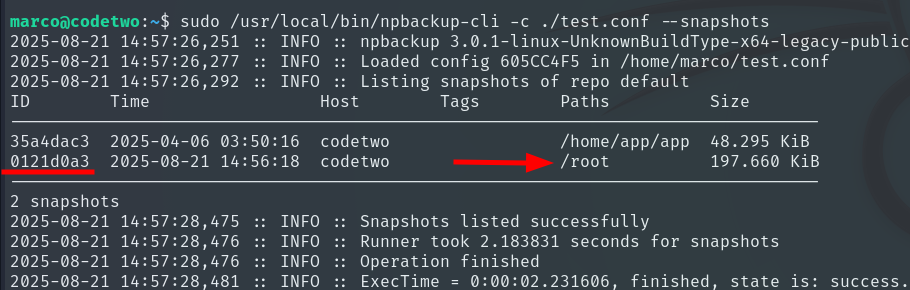 marco@codetwo:~$ sudo /usr/local/bin/npbackup-cli -c ./test.conf --snapshots
2025-08-21 14:57:26,251 :: INFO :: npbackup 3.0.1-linux-UnknownBuildType-x64-legacy-public
2025-08-21 14:57:26,277 :: INFO :: Loaded config 605CC4F5 in /home/marco/test.conf
2025-08-21 14:57:26,292 :: INFO :: Listing snapshots of repo default
ID        Time                 Host        Tags        Paths          Size
35a4dac3  2025-04-06 03:50:16  codetwo                 /home/app/app  48.295 KiB
0121d0a3  2025-08-21 14:56:18  codetwo                 /root          197.660 KiB
2 snapshots
2025-08-21 14:57:28,475 :: INFO :: Snapshots listed successfully
2025-08-21 14:57:28,476 :: INFO :: Runner took 2.183831 seconds for snapshots
2025-08-21 14:57:28,476 :: INFO :: Operation finished
2025-08-21 14:57:28,481 :: INFO :: ExecTime = 0:00:02.231606, finished, state is: success.